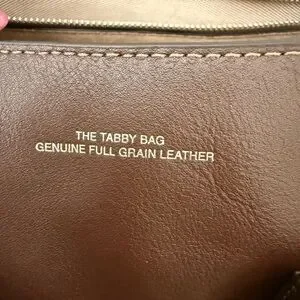 THE TABBY BAG
GENUINE FULL GRAIN LEATHER